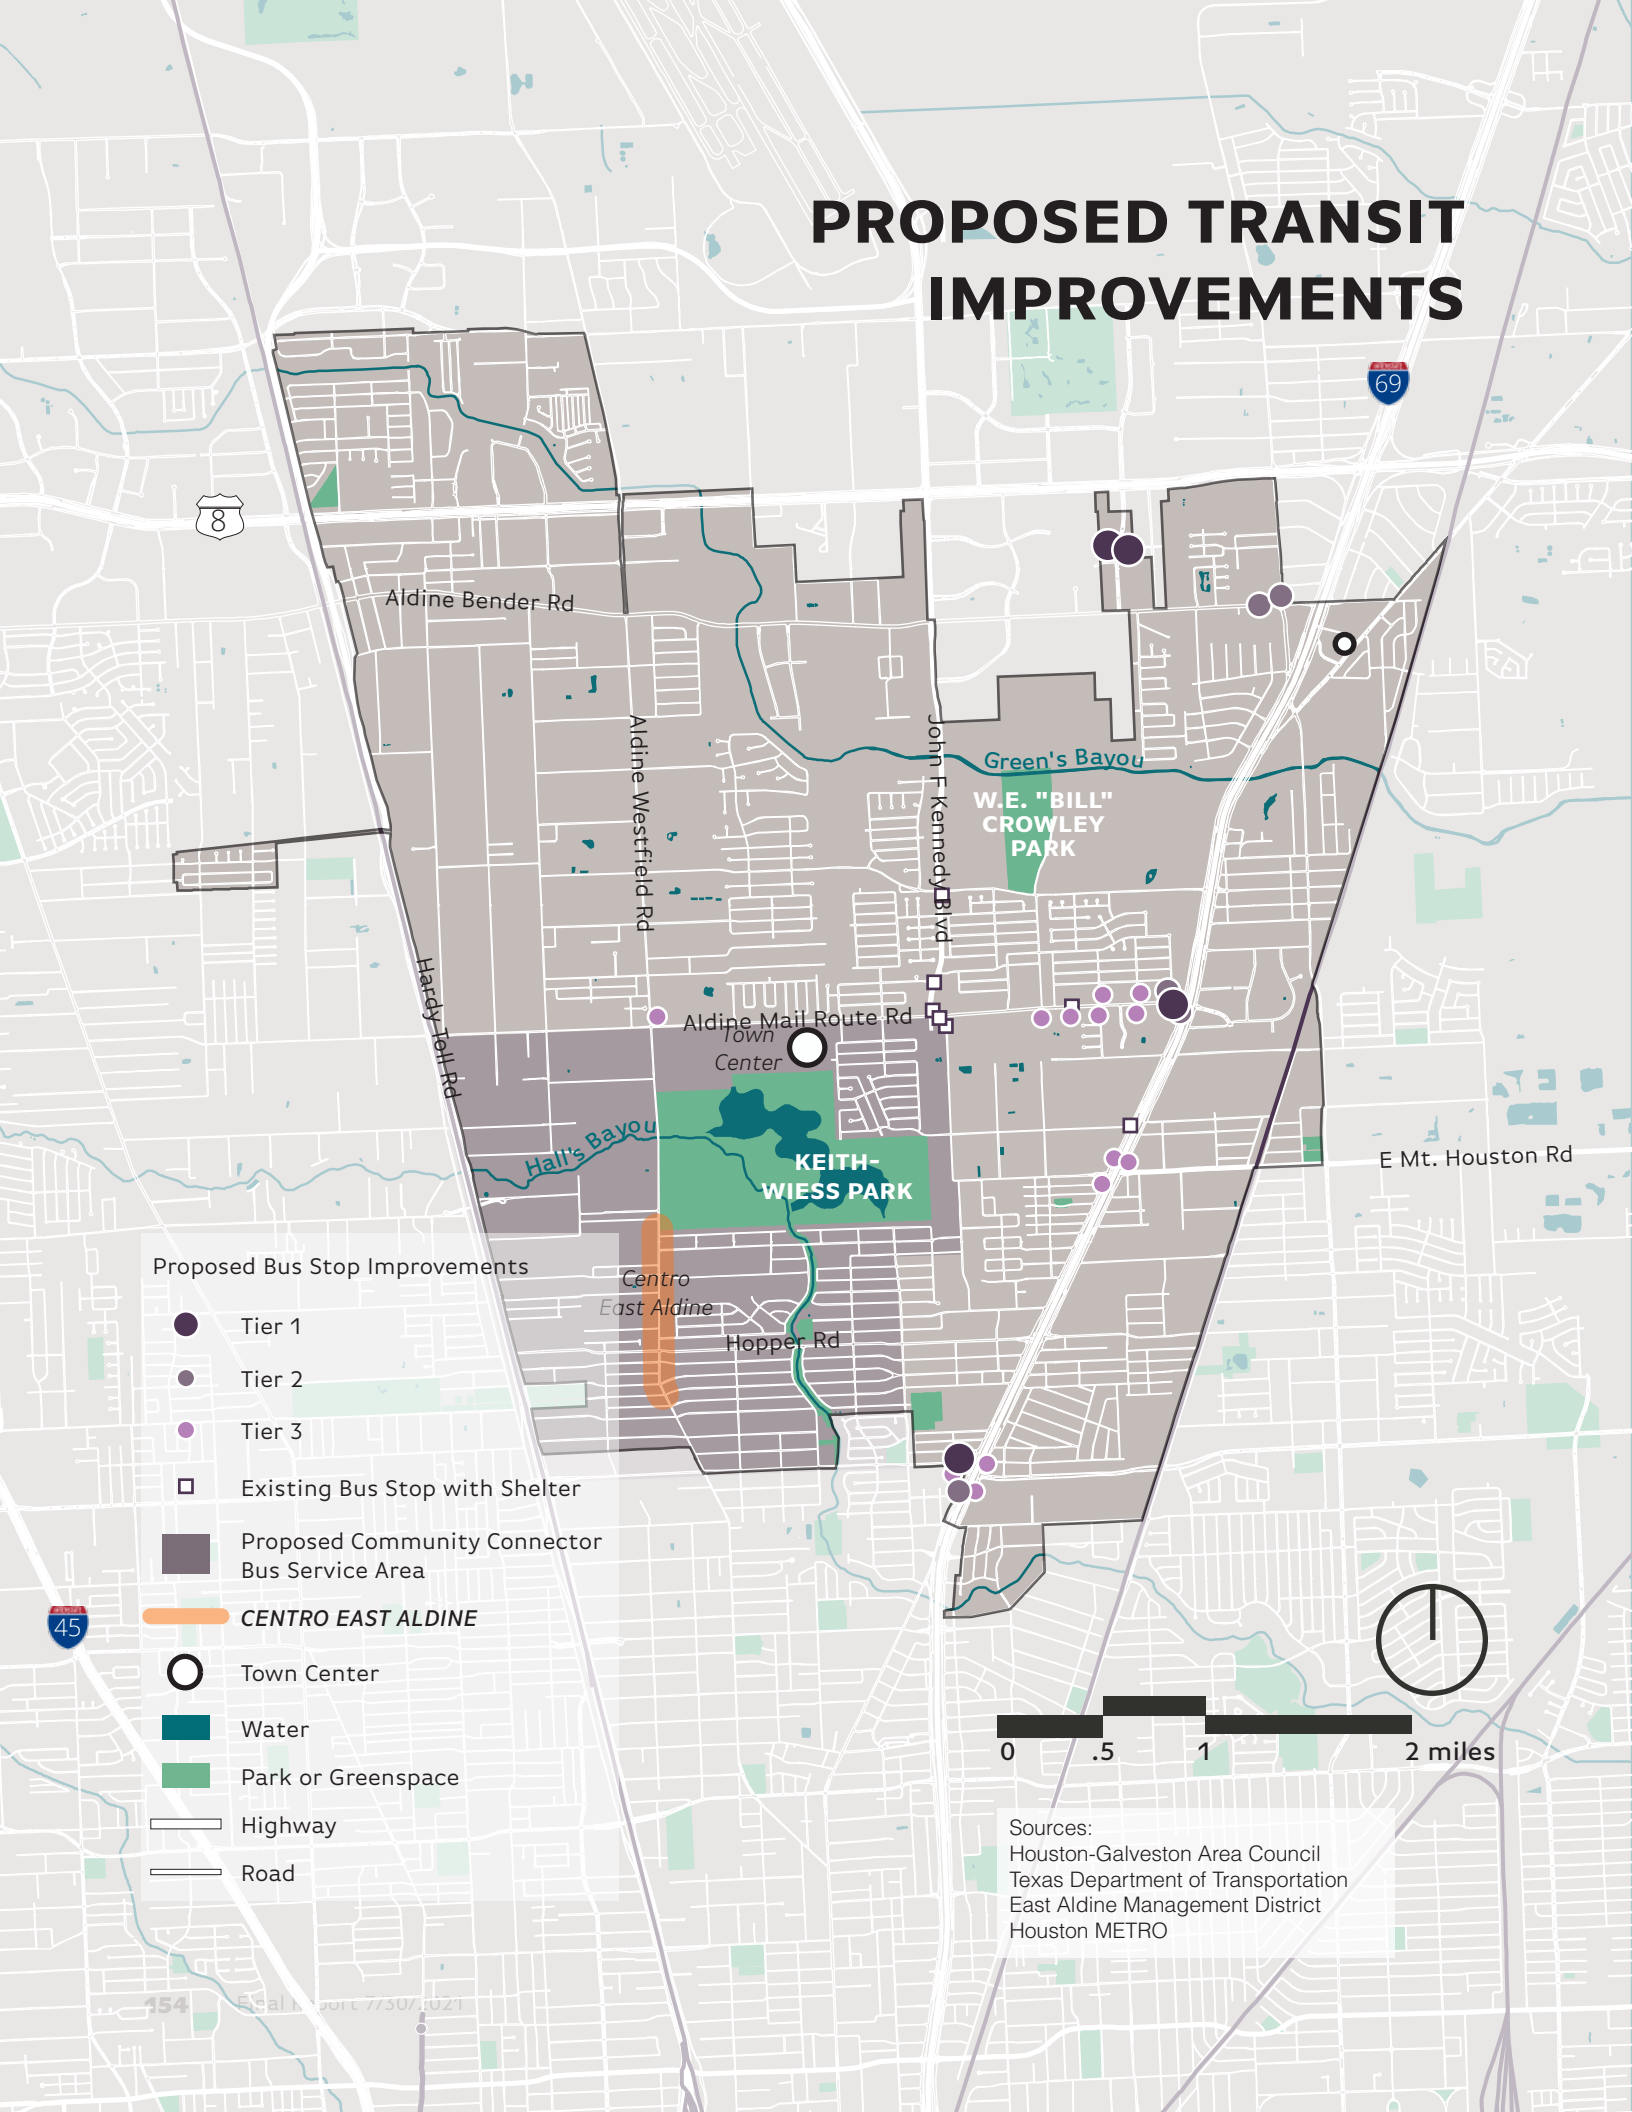 PROPOSED TRANSIT
IMPROVEMENTS
69
8
Aldine Bender Rd
Aldine Westfield Rd
John F Kennedy Blvd
Green's Bayou
W.E. "BILL"
CROWLEY
PARK
Hardy Toll Rd
Aldine Mail Route Rd
Town
Center
Hall's Bayou
KEITH-
WIESS PARK
E Mt. Houston Rd
Centro
East Aldine
Hopper Rd
Proposed Bus Stop Improvements
Tier 1
Tier 2
Tier 3
Existing Bus Stop with Shelter
Proposed Community Connector
Bus Service Area
CENTRO EAST ALDINE
Town Center
Water
Park or Greenspace
Highway
Road
45
0 .5 1 2 miles
Sources:
Houston-Galveston Area Council
Texas Department of Transportation
East Aldine Management District
Houston METRO
154 Final Report 7/30/2021